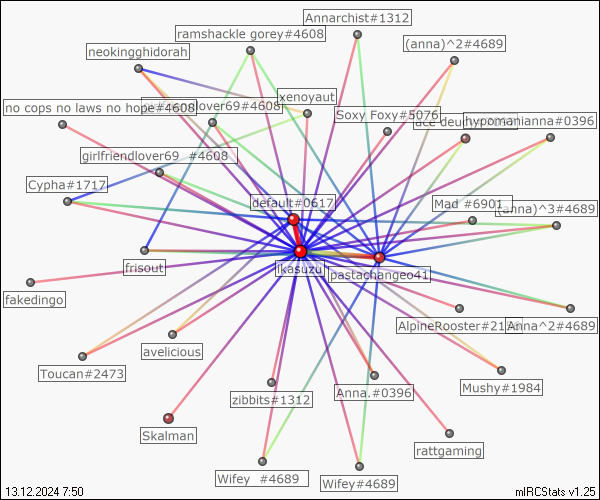 Annarchist#1312
ramshackle gorey#4608
(anna)^2#4689
neokingghidorah
xenoyaut
no cops no laws no hope#4608
lover69#4608
Soxy Foxy#5076
ace
hypomamianna#0396
girlfriendlover69 #4608
Cypha#1717
default#0617
Mad #6901
(anna)^3#4689
frisout
ikasuzu
pastachangeo41
fakedingo
AlpineRooster#21
Anna^2#4689
avelicious
Toucan#2473
zibbits#1312
Anna.#0396
Mushy#1984
Skalman
rattgaming
Wifey #4689
Wifey#4689
13.12.2024 7:50
mIRCStats v1.25